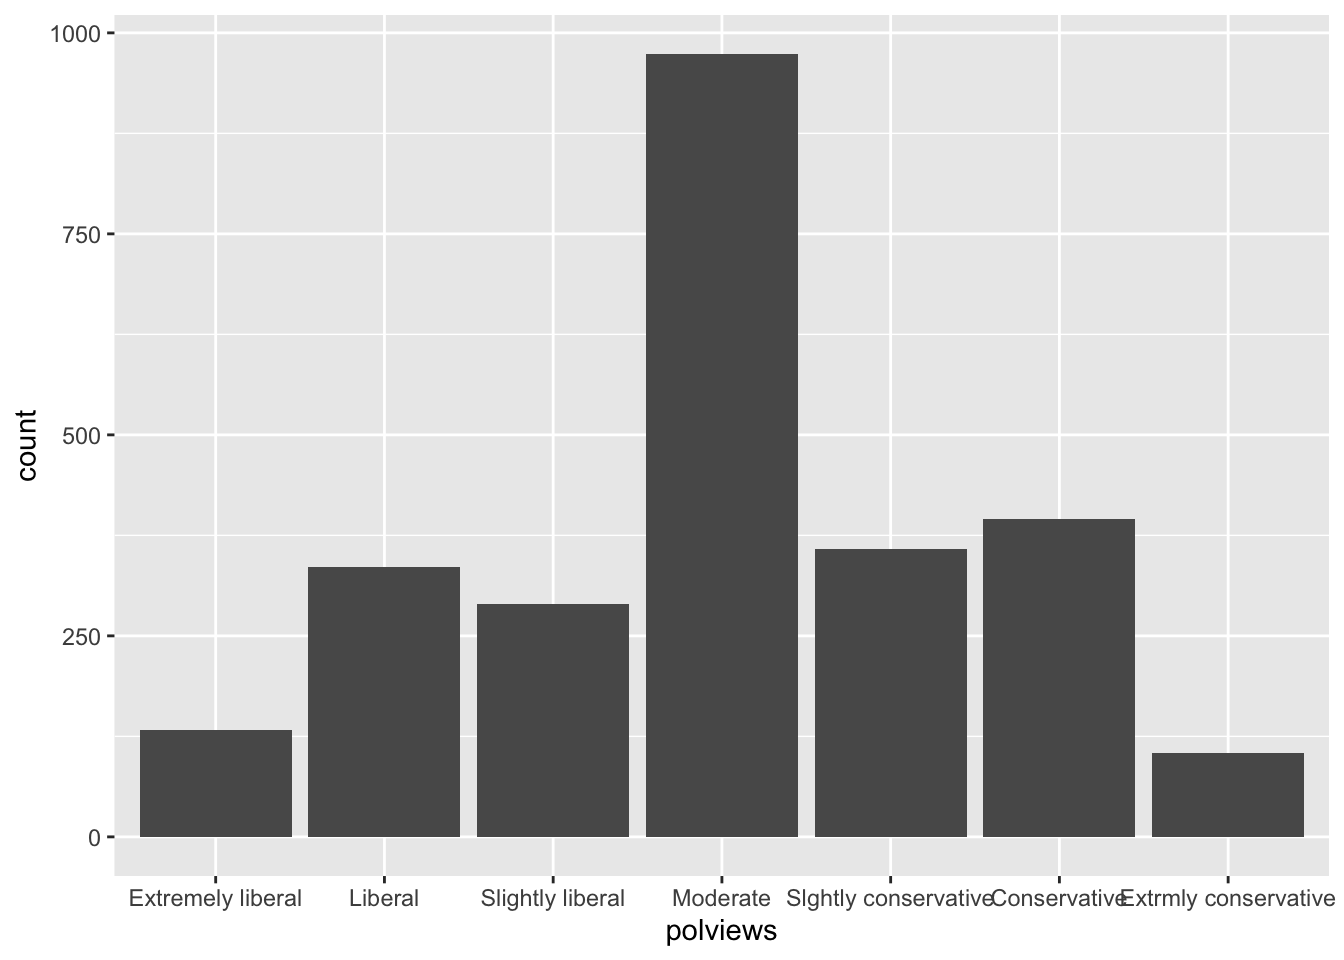 1000
750
500
250
0
count
Extremely liberal Liberal Slightly liberal Moderate Slghtly conservative Conservative Extrmly conservative
polviews